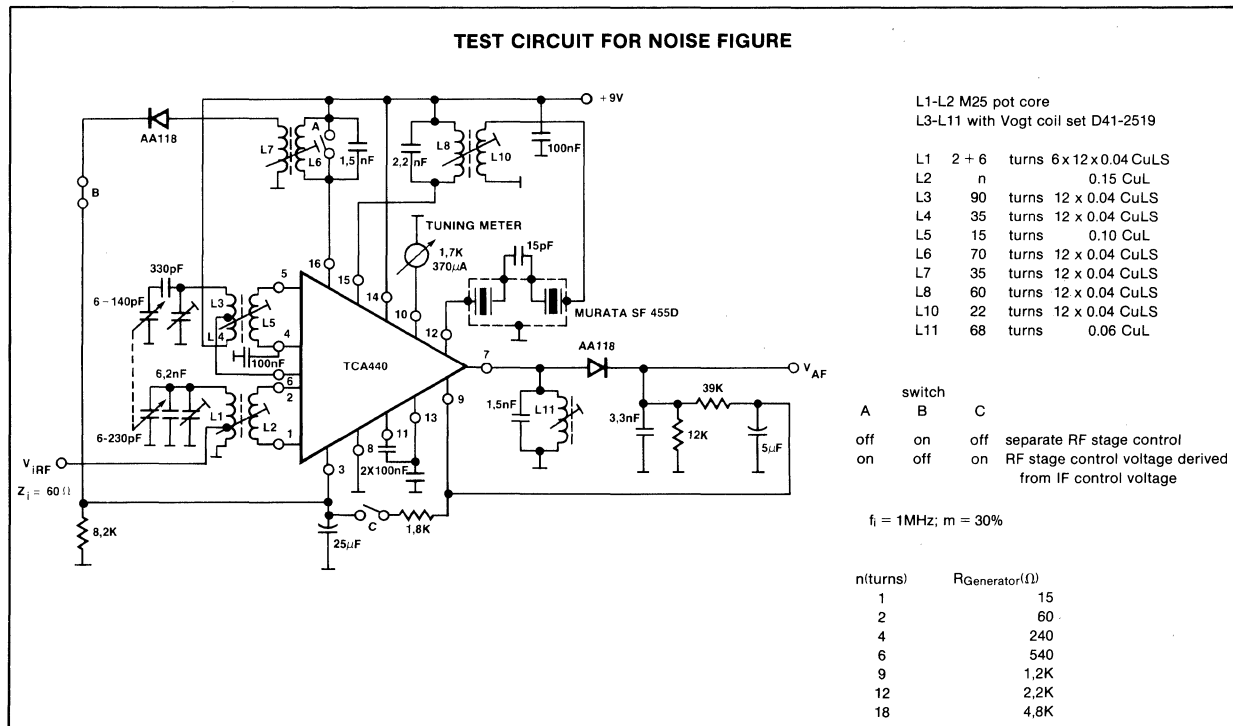 TEST CIRCUIT FOR NOISE FIGURE
+9V
AA118
L7
A
L6
1,5nF
2,2nF
L8
L10
100nF
B
TUNING METER
1,7K
370µA
15pF
MURATA SF 455D
330pF
6-140pF
L3
L4
L5
100nF
6,2nF
6-230pF
L1
L2
ViRF
Zi = 60 Ω
8,2K
5
4
6
2
1
16
15
14
10
12
7
9
13
11
8
3
TCA440
2X100nF
25µF
C
1,8K
AA118
VAF
1,5nF
L11
3,3nF
12K
39K
5µF
L1-L2 M25 pot core
L3-L11 with Vogt coil set D41-2519
L1 2 + 6 turns 6 x 12 x 0.04 CuLS
L2 n 0.15 CuL
L3 90 turns 12 x 0.04 CuLS
L4 35 turns 12 x 0.04 CuLS
L5 15 turns 0.10 CuL
L6 70 turns 12 x 0.04 CuLS
L7 35 turns 12 x 0.04 CuLS
L8 60 turns 12 x 0.04 CuLS
L10 22 turns 12 x 0.04 CuLS
L11 68 turns 0.06 CuL
switch
A B C
off on off separate RF stage control
on off on RF stage control voltage derived
from IF control voltage
fi = 1MHz; m = 30%
n(turns) RGenerator(Ω)
1 15
2 60
4 240
6 540
9 1,2K
12 2,2K
18 4,8K